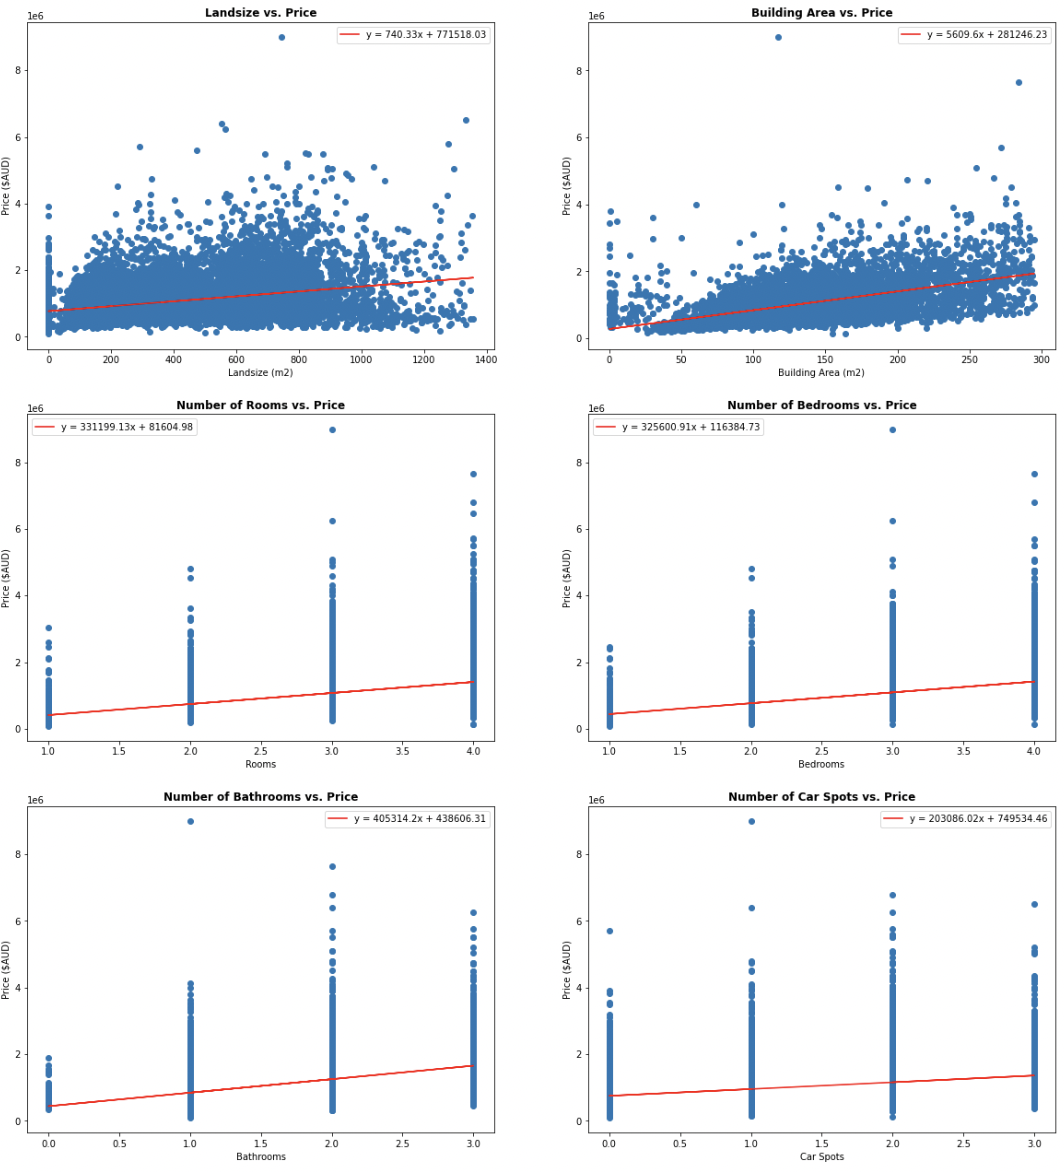 Landsize vs. Price
1e6
y = 740.33x + 771518.03
8
6
4
2
0
Price ($AUD)
0 200 400 600 800 1000 1200 1400
Landsize (m2)
Building Area vs. Price
1e6
y = 5609.6x + 281246.23
8
6
4
2
0
Price ($AUD)
0 50 100 150 200 250 300
Building Area (m2)
Number of Rooms vs. Price
1e6
y = 331199.13x + 81604.98
8
6
4
2
0
Price ($AUD)
1.0 1.5 2.0 2.5 3.0 3.5 4.0
Rooms
Number of Bedrooms vs. Price
1e6
y = 325600.91x + 116384.73
8
6
4
2
0
Price ($AUD)
1.0 1.5 2.0 2.5 3.0 3.5 4.0
Bedrooms
Number of Bathrooms vs. Price
1e6
y = 405314.2x + 438606.31
8
6
4
2
0
Price ($AUD)
0.0 0.5 1.0 1.5 2.0 2.5 3.0
Bathrooms
Number of Car Spots vs. Price
1e6
y = 203086.02x + 749534.46
8
6
4
2
0
Price ($AUD)
0.0 0.5 1.0 1.5 2.0 2.5 3.0
Car Spots